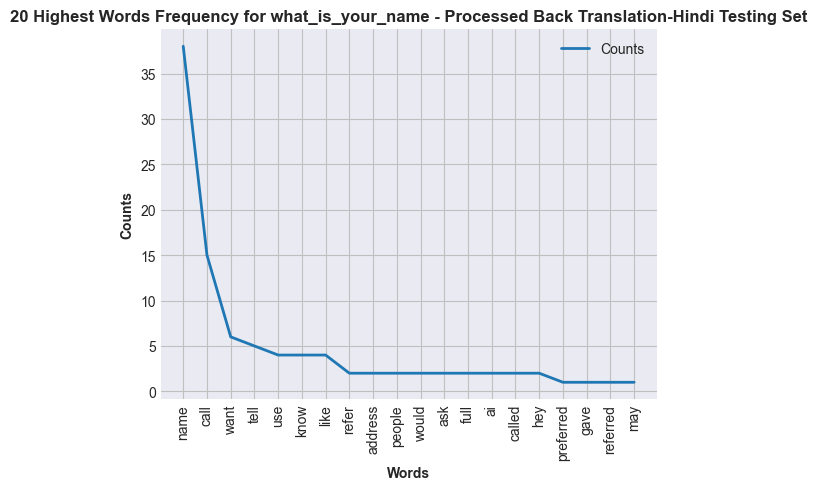 20 Highest Words Frequency for what_is_your_name - Processed Back Translation-Hindi Testing Set
Counts
35
30
25
20
15
10
5
0
Counts
name
call
want
tell
use
know
like
refer
address
people
would
ask
full
ai
called
hey
preferred
gave
referred
may
Words